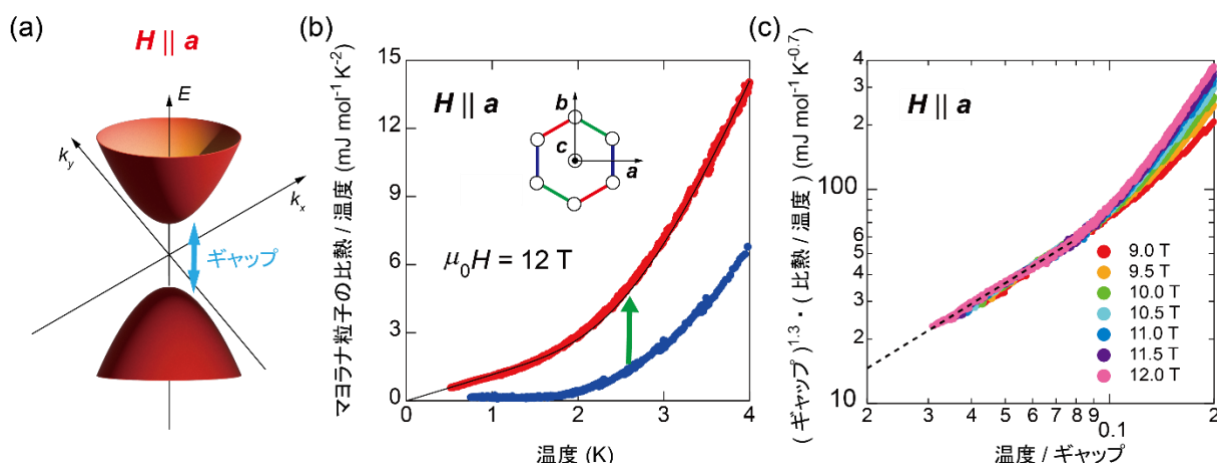 (a)
H || a
E
k_y
k_x
ギャップ
(b)
マヨラナ粒子の比熱 / 温度 (mJ mol⁻¹ K⁻²)
15
12
9
6
3
0
H || a
b
c
a
μ₀H = 12 T
0
1
2
3
4
温度 (K)
(c)
( ギャップ )¹·³・( 比熱 / 温度 ) (mJ mol⁻¹ K⁻⁰·⁷)
4
3
2
100
6
5
4
3
2
10
H || a
9.0 T
9.5 T
10.0 T
10.5 T
11.0 T
11.5 T
12.0 T
2
3
4
5
6
7
8
9
0.1
2
温度 / ギャップ